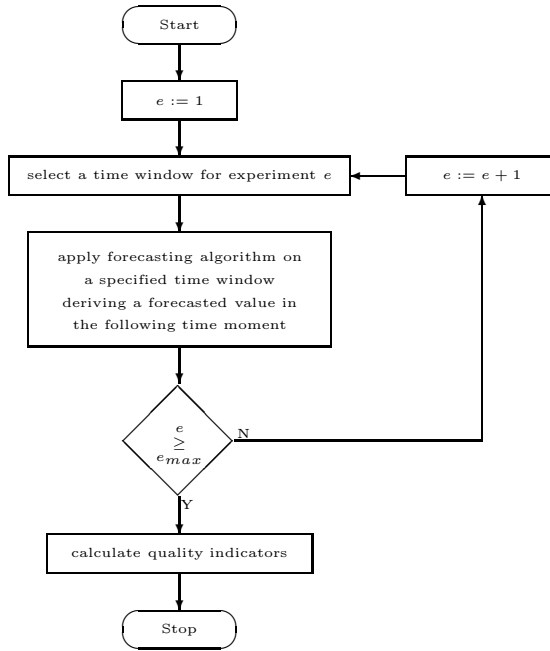 Start
e := 1
select a time window for experiment e
e := e + 1
apply forecasting algorithm on
a specified time window
deriving a forecasted value in
the following time moment
e
≥
emax
N
Y
calculate quality indicators
Stop